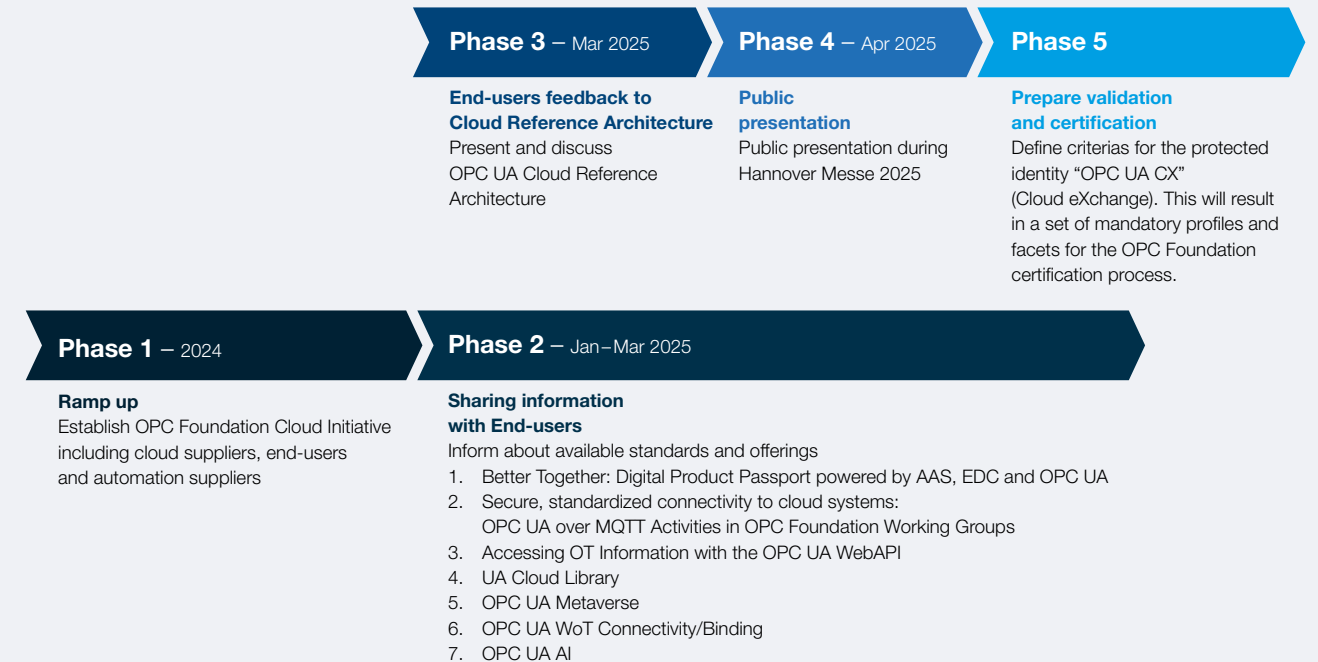 Phase 3 – Mar 2025
End-users feedback to
Cloud Reference Architecture
Present and discuss
OPC UA Cloud Reference
Architecture
Phase 4 – Apr 2025
Public
presentation
Public presentation during
Hannover Messe 2025
Phase 5
Prepare validation
and certification
Define criterias for the protected
identity “OPC UA CX”
(Cloud eXchange). This will result
in a set of mandatory profiles and
facets for the OPC Foundation
certification process.
Phase 1 – 2024
Ramp up
Establish OPC Foundation Cloud Initiative
including cloud suppliers, end-users
and automation suppliers
Phase 2 – Jan–Mar 2025
Sharing information
with End-users
Inform about available standards and offerings
1. Better Together: Digital Product Passport powered by AAS, EDC and OPC UA
2. Secure, standardized connectivity to cloud systems:
OPC UA over MQTT Activities in OPC Foundation Working Groups
3. Accessing OT Information with the OPC UA WebAPI
4. UA Cloud Library
5. OPC UA Metaverse
6. OPC UA WoT Connectivity/Binding
7. OPC UA AI